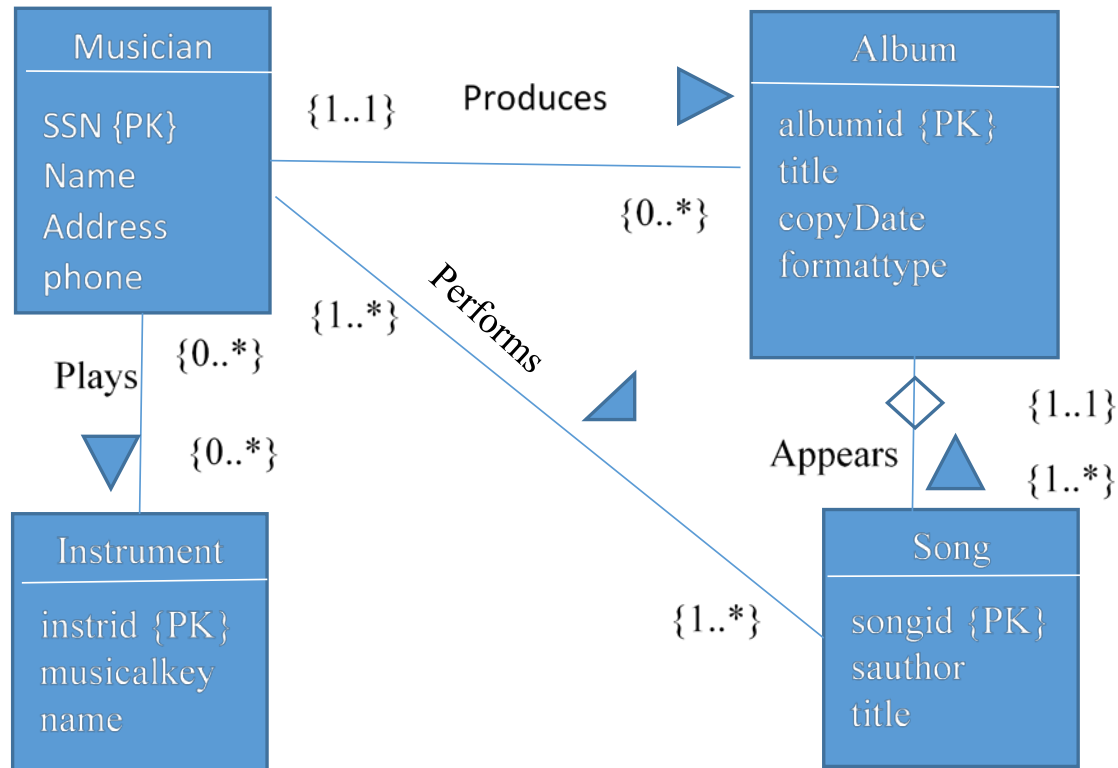 Musician
SSN {PK}
Name
Address
phone
{1..1}
Produces
{0..*}
Album
albumid {PK}
title
copyDate
formattype
{1..*}
Performs
{0..*}
Plays
{0..*}
{1..1}
Appears
{1..*}
Instrument
instrid {PK}
musicalkey
name
{1..*}
Song
songid {PK}
sauthor
title